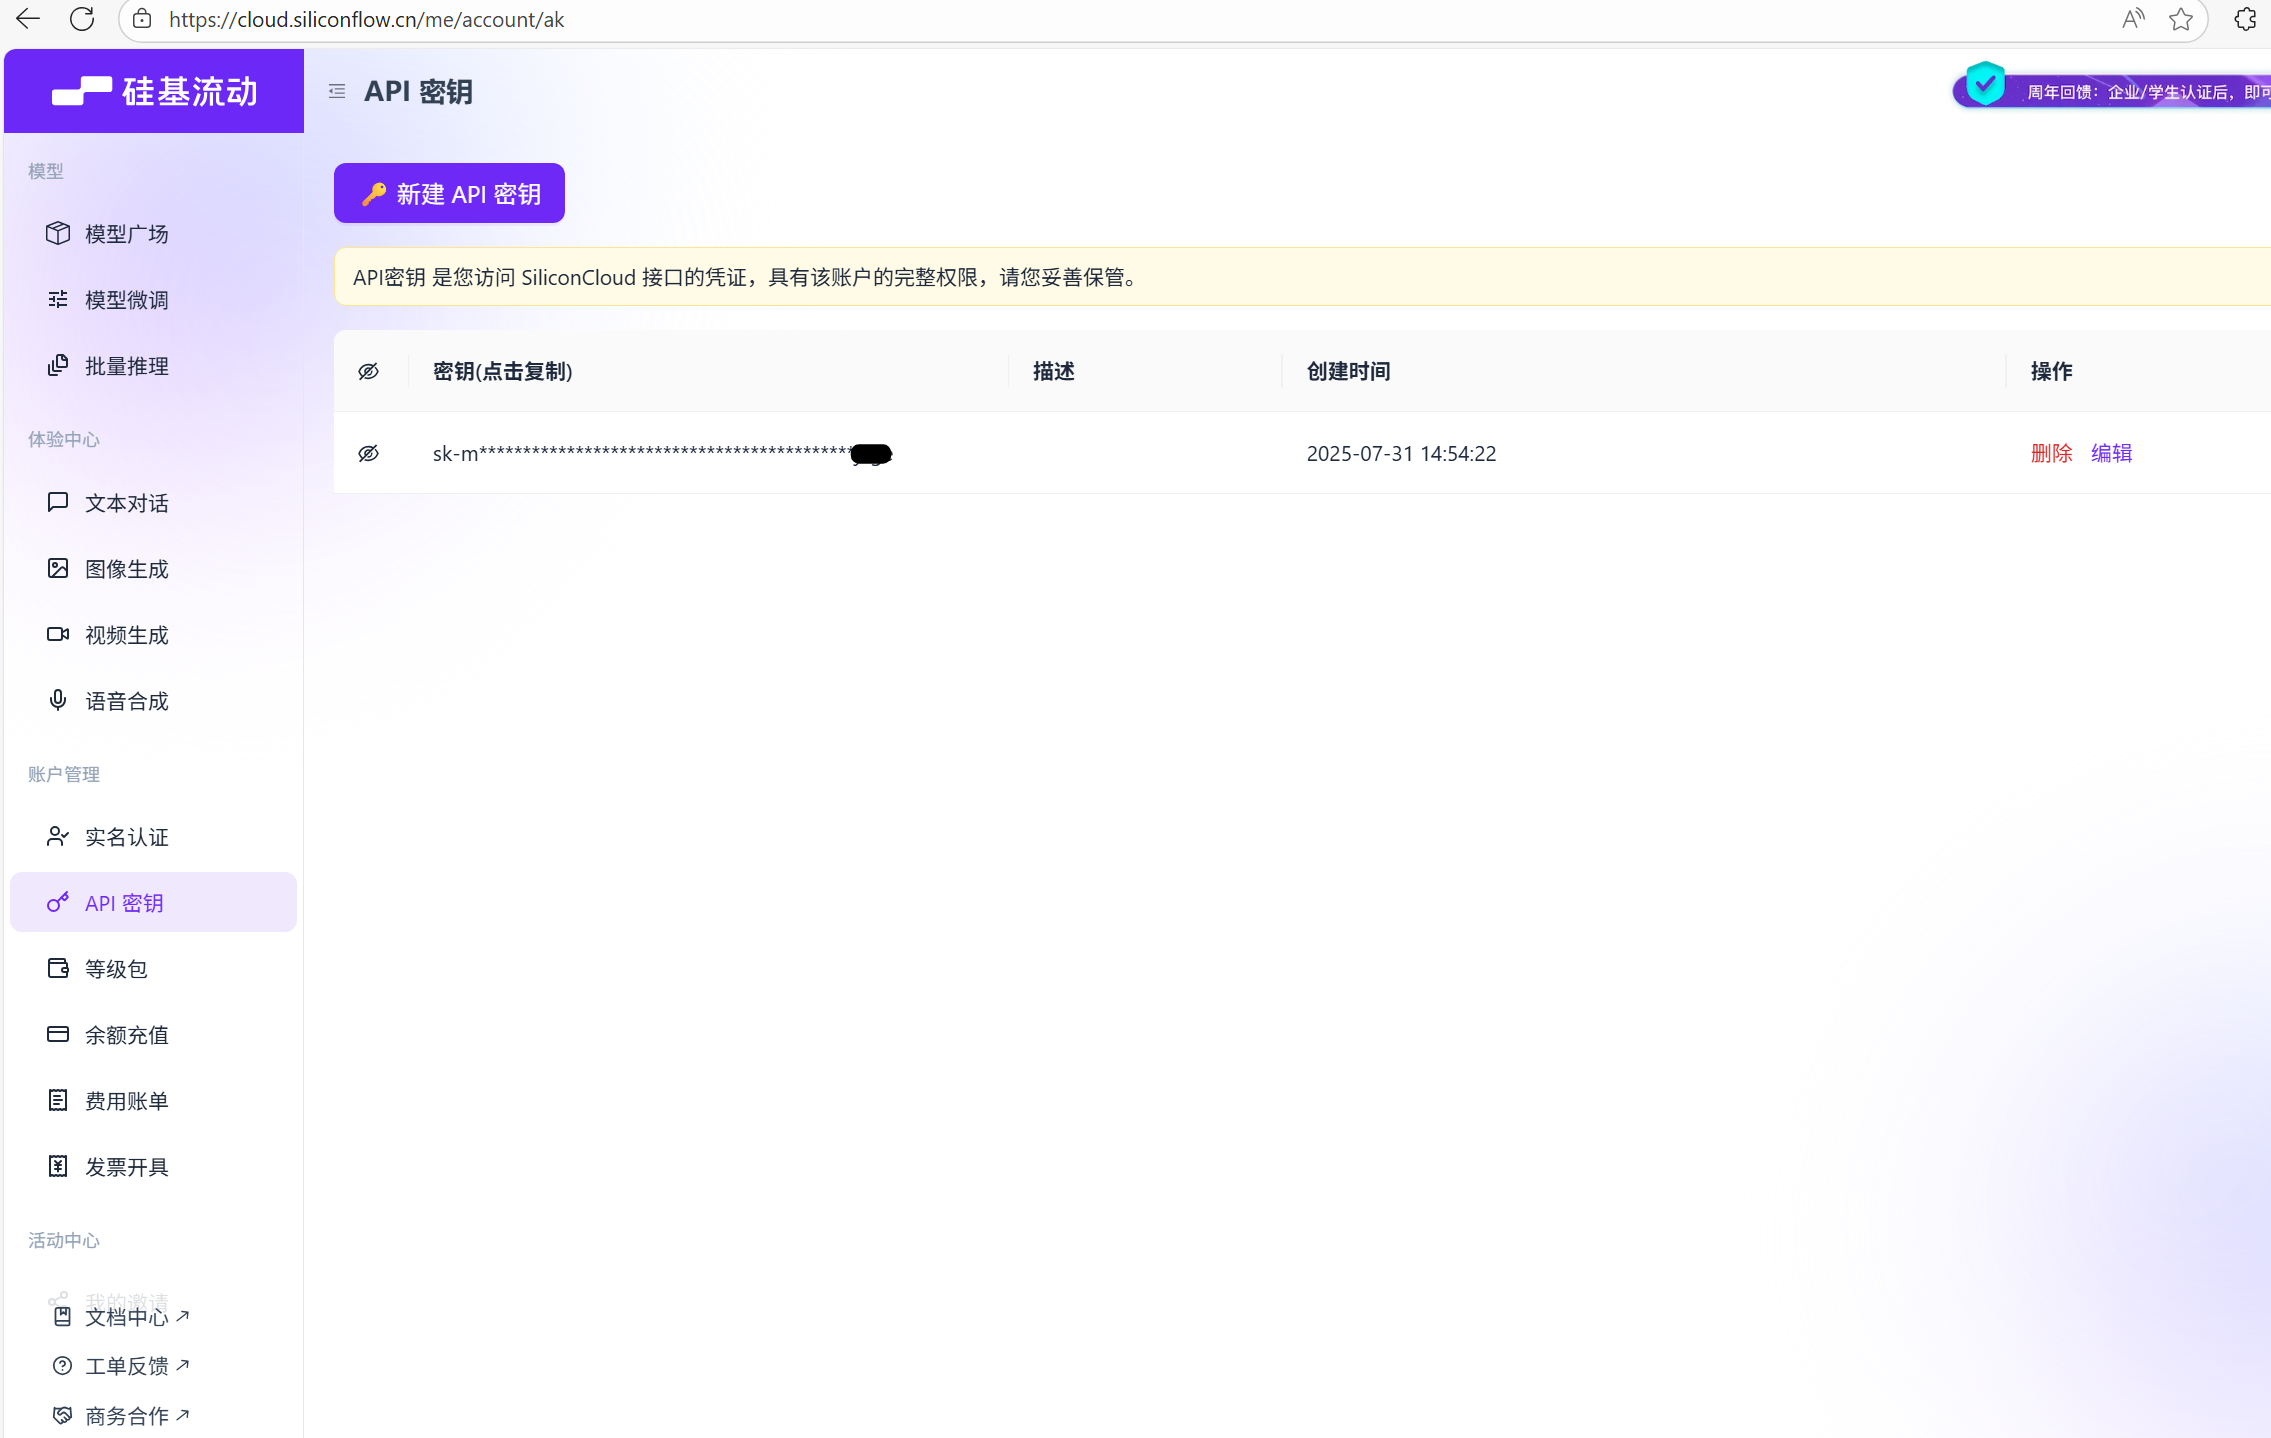 https://cloud.siliconflow.cn/me/account/ak
硅基流动
API 密钥
周年回馈：企业/学生认证后，即可
模型
模型广场
模型微调
批量推理
体验中心
文本对话
图像生成
视频生成
语音合成
账户管理
实名认证
API 密钥
等级包
余额充值
费用账单
发票开具
活动中心
我的邀请
文档中心
工单反馈
商务合作
新建 API 密钥
API密钥 是您访问 SiliconCloud 接口的凭证，具有该账户的完整权限，请您妥善保管。
密钥(点击复制) 描述 创建时间 操作
sk-m******************************************** 2025-07-31 14:54:22 删除 编辑